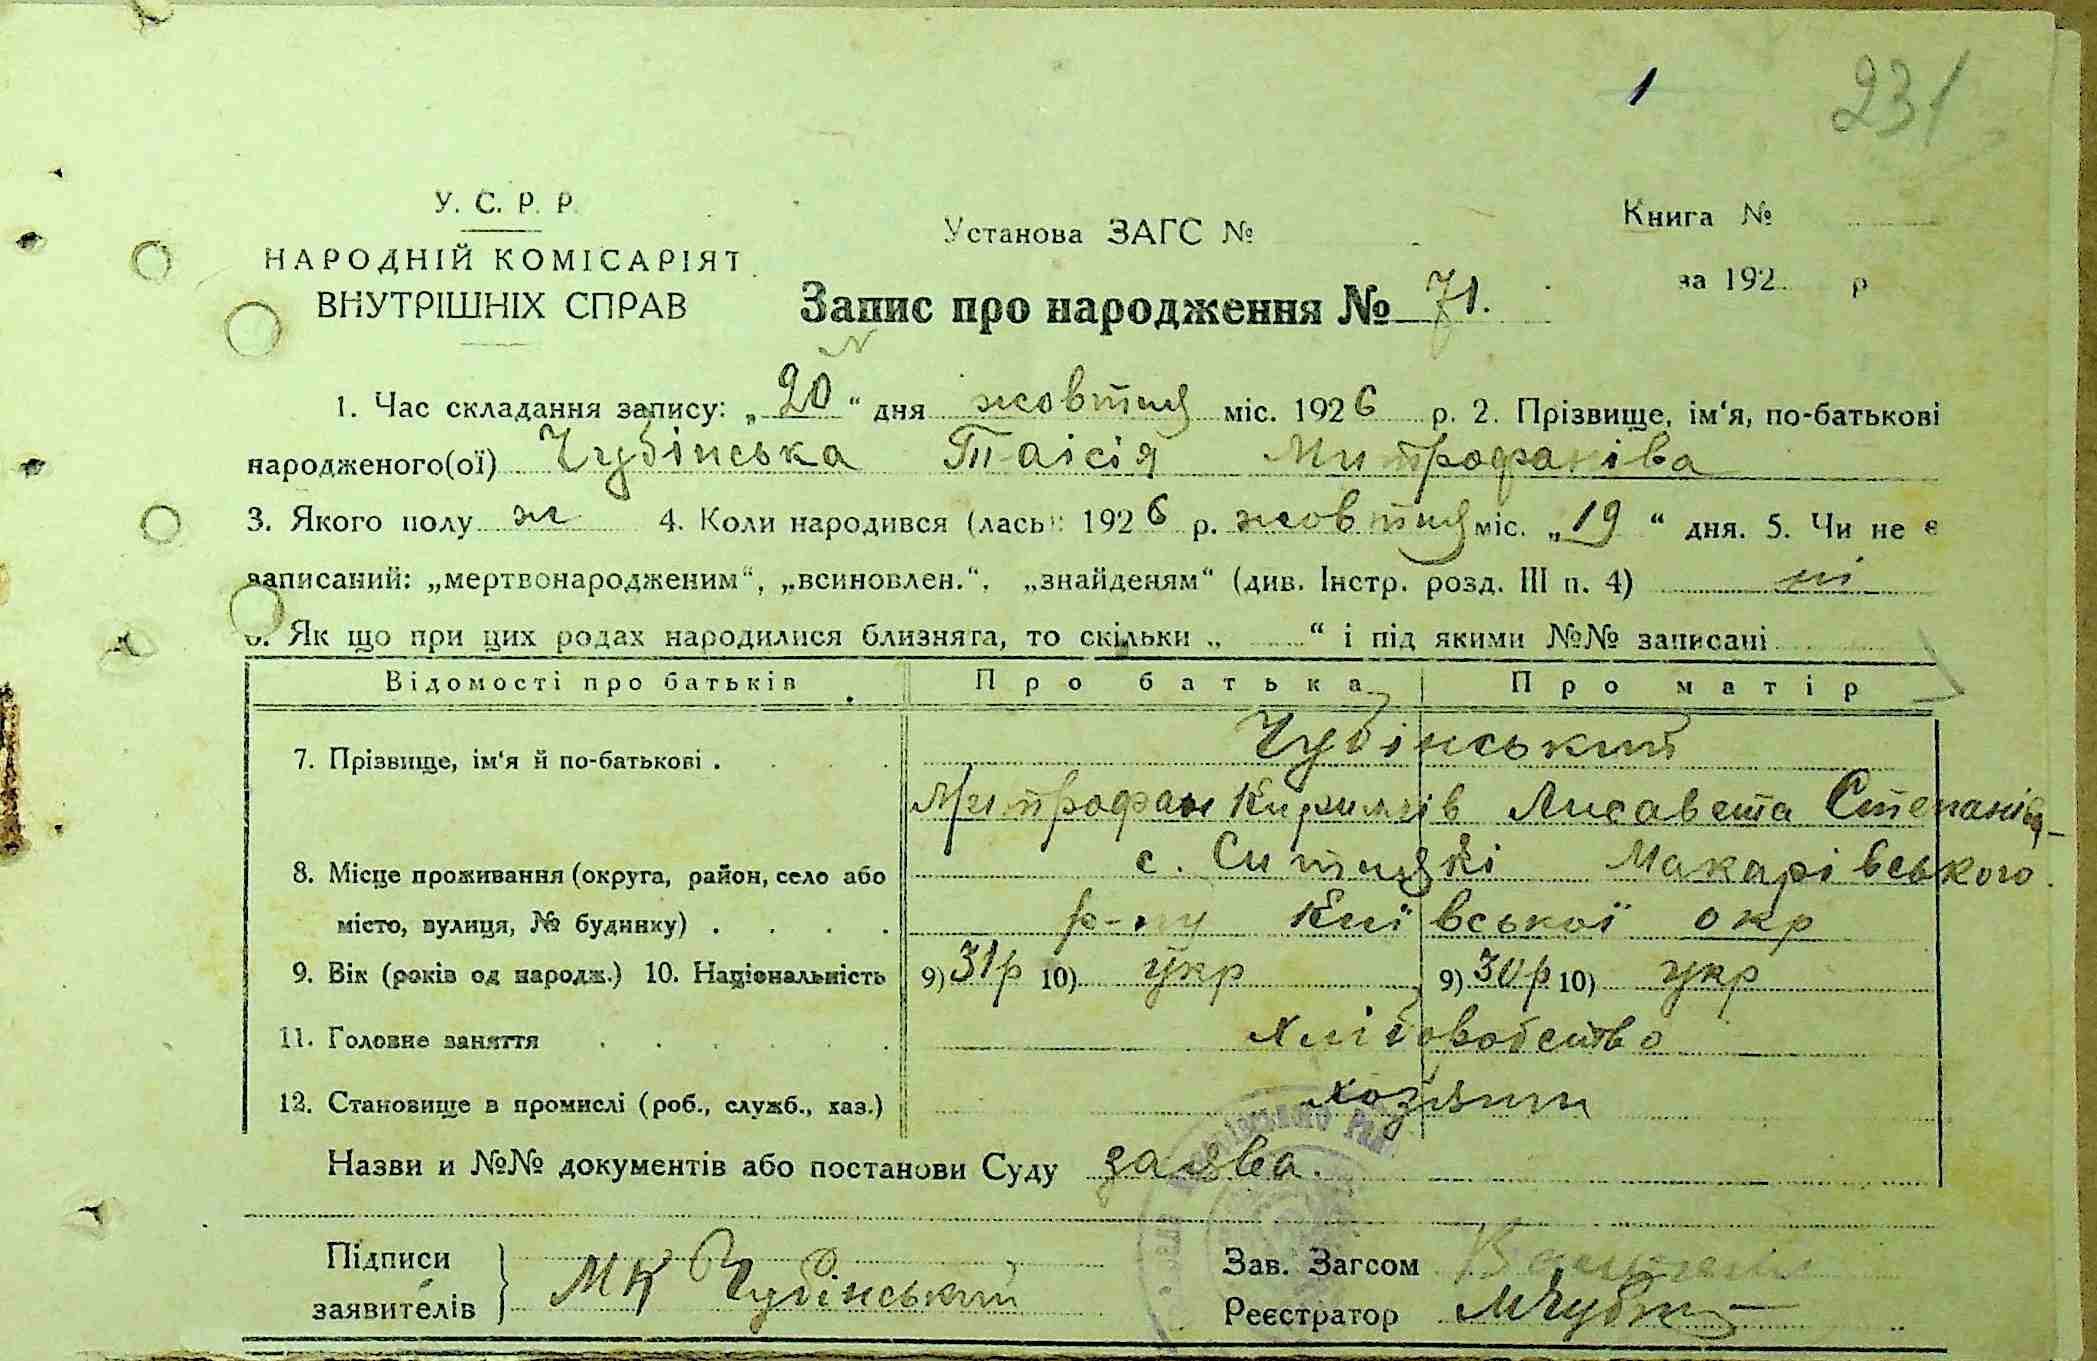 1 231
У. С. Р. Р.
Установа ЗАГС №
Книга №
НАРОДНІЙ КОМІСАРІЯТ
ВНУТРІШНІХ СПРАВ
за 192 р
Запис про народження № 71.
1. Час складання запису: „20“ дня жовтня міс. 1926 р. 2. Прізвище, ім‘я, по-батькові
народженого(ої) Чубінська Таісія Митрофанівa
3. Якого полу ж 4. Коли народився (лась): 1926 р. жовтня міс. „19“ дня. 5. Чи не є
записаний: „мертвонародженим“, „всиновлен.“, „знайденям“ (див. Інстр. розд. III п. 4) ні
6. Як що при цих родах народилися близнята, то скільки „ “ і під якими №№ записані
Відомості про батьків Про батька Про матір
7. Прізвище, ім‘я й по-батькові . Чубінський
Митрофан Кирилів Лисавета Степанів
8. Місце проживання (округа, район, село або с. Ситняки Макарівського
місто, вулиця, № будинку) . . . . р-ну Київської окр
9. Вік (років од народж.) 10. Національність 9) 31р 10) укр 9) 30р 10) укр
11. Головне заняття хліборобство
12. Становище в промислі (роб., служб., хаз.) хозяин
Назви и №№ документів або постанови Суду заява.
Підписи
заявителів } МК Чубінський
Зав. Загсом
Реєстратор